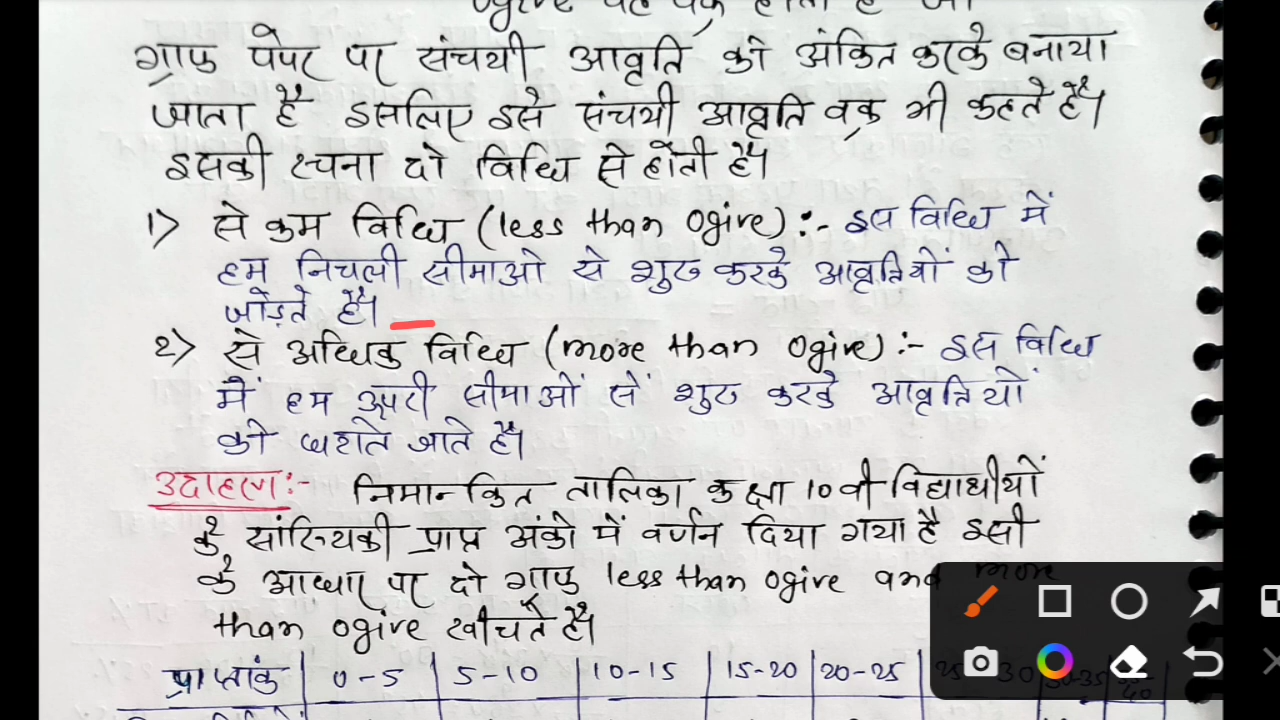 ग्राफ पेपर पर संचयी आवृति को अंकित करके बनाया
जाता है इसलिए इसे संचयी आवृति वक्र भी कहते हैं।
इसकी रचना दो विधि से होती है।
1) से कम विधि (less than Ogive) :- इस विधि में
हम निचली सीमाओ से शुरू करके आवृत्तियों को
जोड़ते हैं।
2) से अधिक विधि (more than Ogive) :- इस विधि
में हम ऊपरी सीमाओं से शुरू करके आवृत्तियों
को घटाते जाते हैं।
उदाहरण:- निमान्कित तालिका कक्षा 10वी विद्यार्थीयों
के सांख्यिकी प्राप्त अंको में वर्णन दिया गया है इसी
के आधार पर दो ग्राफ less than ogive and more
than ogive खीचते हैं।
प्राप्तांक 0-5 5-10 10-15 15-20 20-25